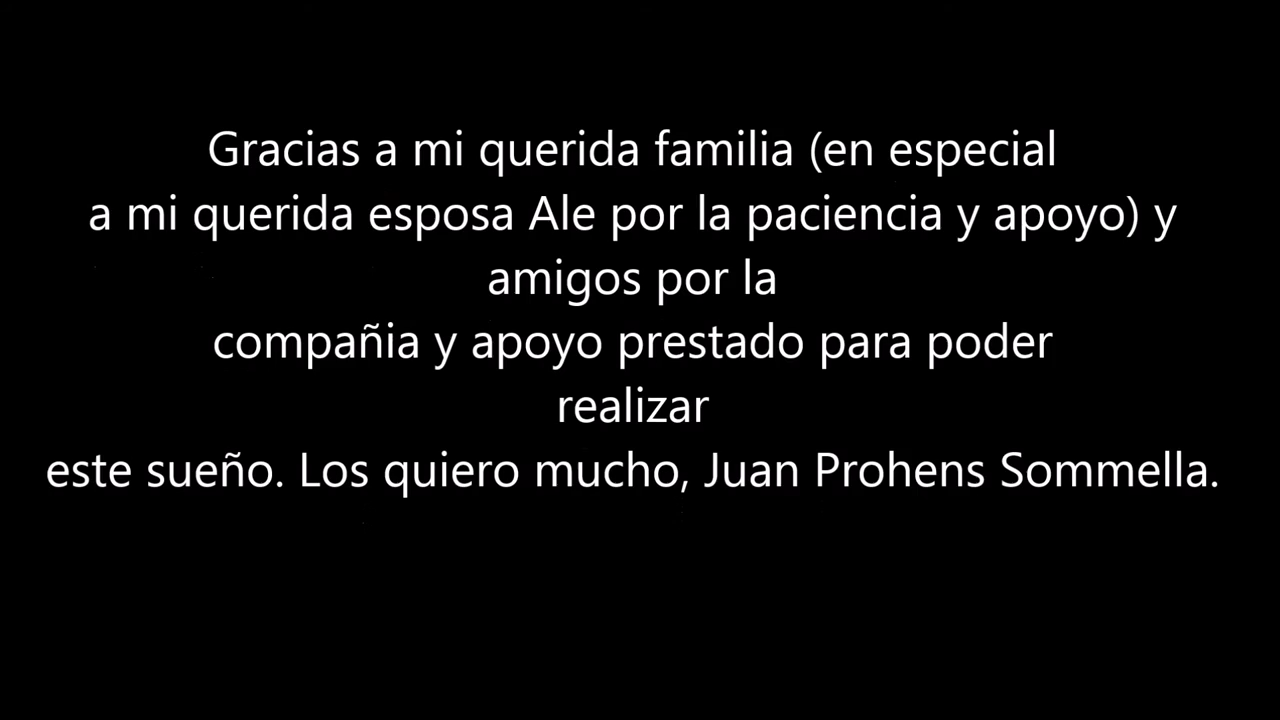 Gracias a mi querida familia (en especial
a mi querida esposa Ale por la paciencia y apoyo) y
amigos por la
compañia y apoyo prestado para poder
realizar
este sueño. Los quiero mucho, Juan Prohens Sommella.